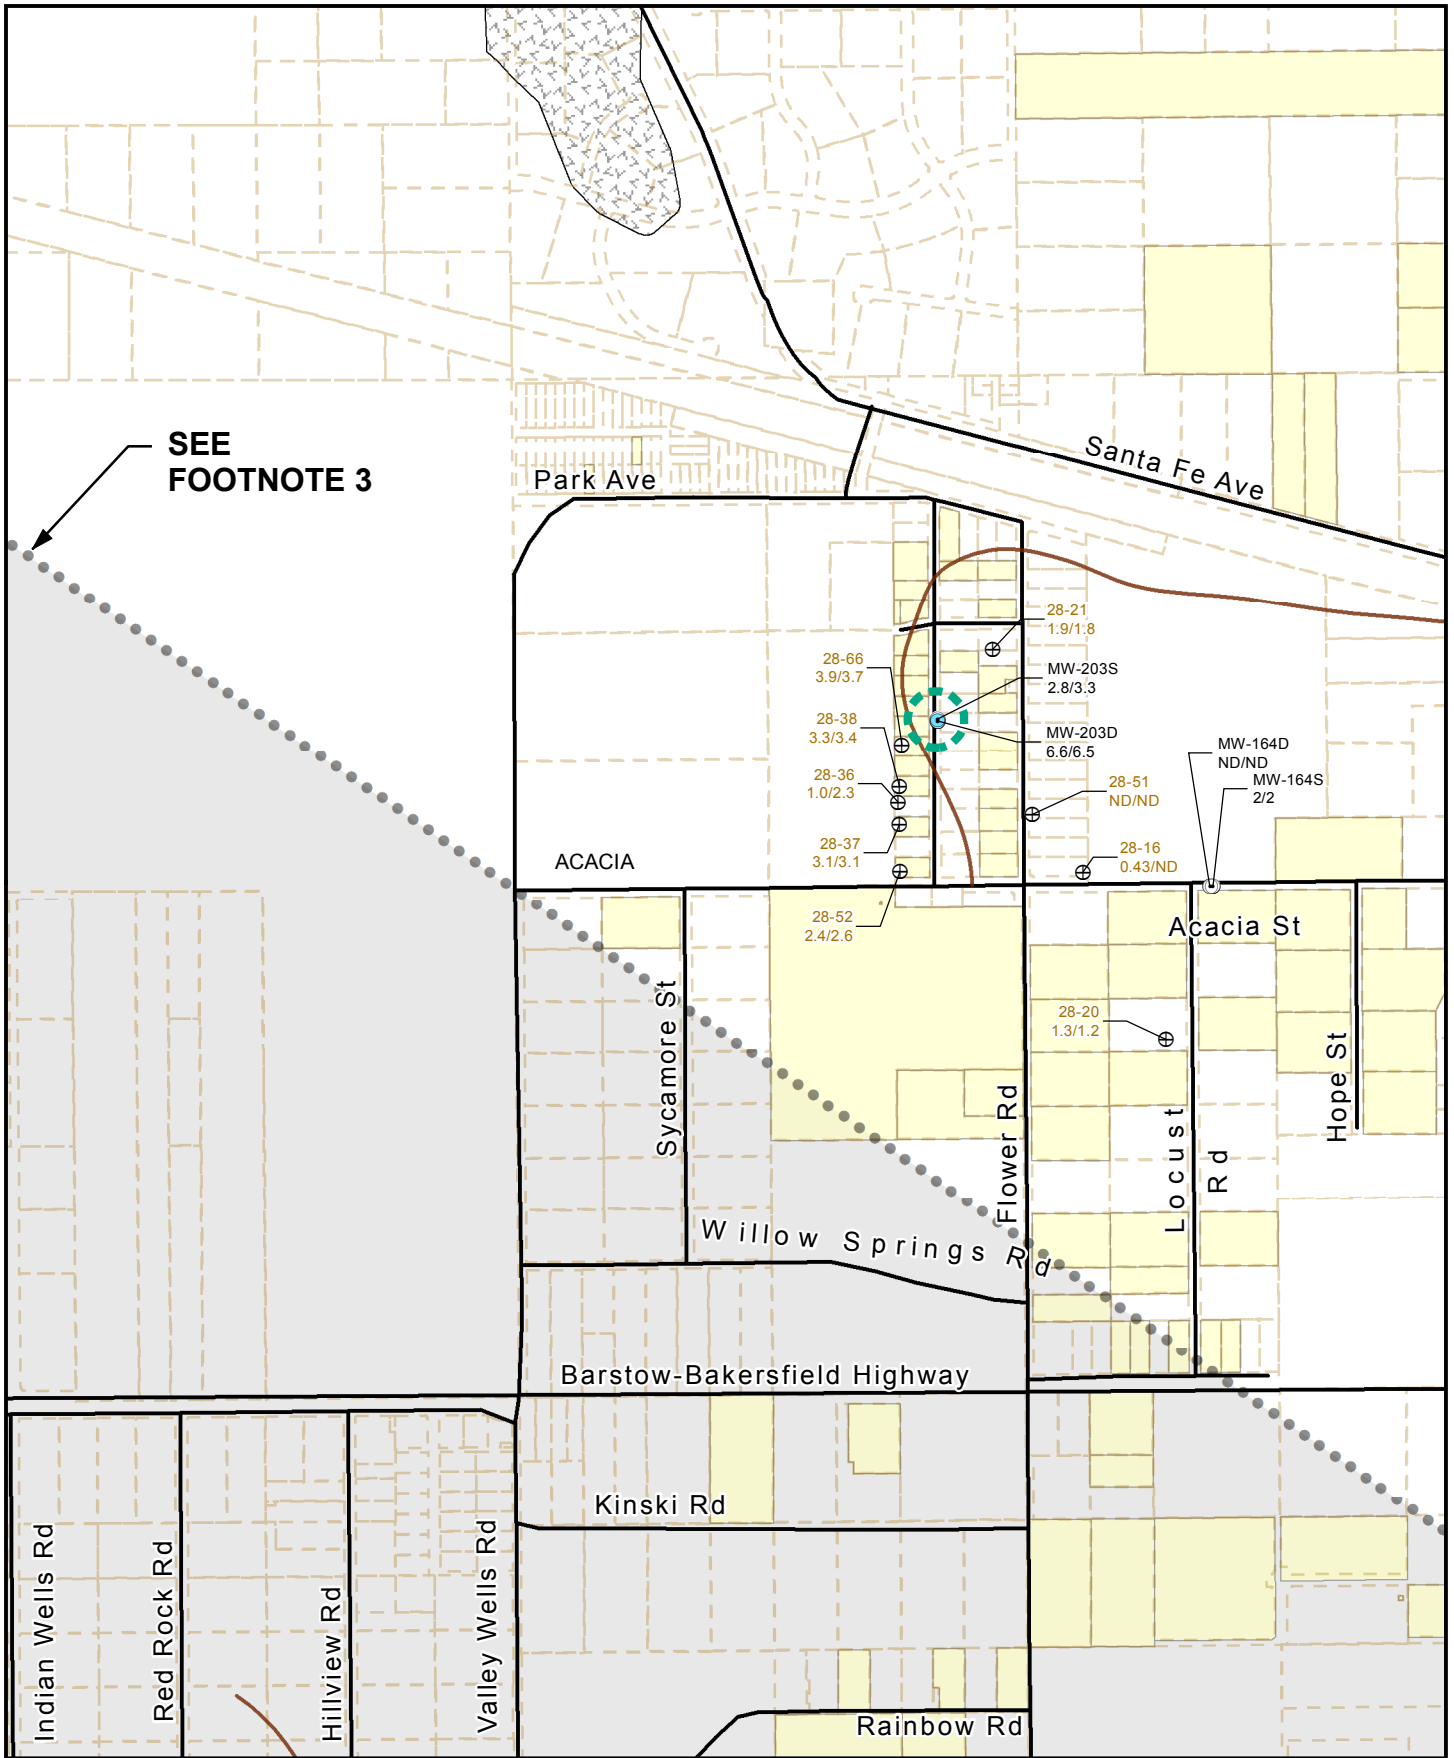 SEE
FOOTNOTE 3
Park Ave
Santa Fe Ave
28-21
1.9/1.8
28-66
3.9/3.7
MW-203S
2.8/3.3
28-38
3.3/3.4
MW-203D
6.6/6.5
MW-164D
ND/ND
28-36
1.0/2.3
28-51
ND/ND
MW-164S
2/2
28-37
3.1/3.1
28-16
0.43/ND
ACACIA
28-52
2.4/2.6
Acacia St
28-20
1.3/1.2
Sycamore St
Flower Rd
Locust
Rd
Hope St
Willow Springs Rd
Barstow-Bakersfield Highway
Kinski Rd
Indian Wells Rd
Red Rock Rd
Hillview Rd
Valley Wells Rd
Rainbow Rd